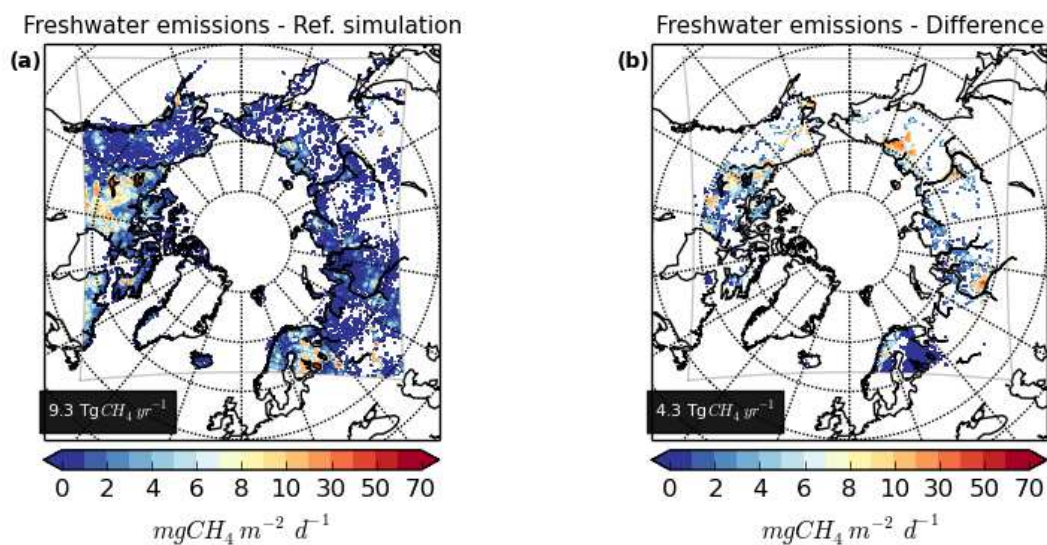 Freshwater emissions - Ref. simulation
(a)
9.3 TgCH₄ yr⁻¹
0 2 4 6 8 10 30 50 70
mgCH₄ m⁻² d⁻¹
Freshwater emissions - Difference
(b)
4.3 TgCH₄ yr⁻¹
0 2 4 6 8 10 30 50 70
mgCH₄ m⁻² d⁻¹